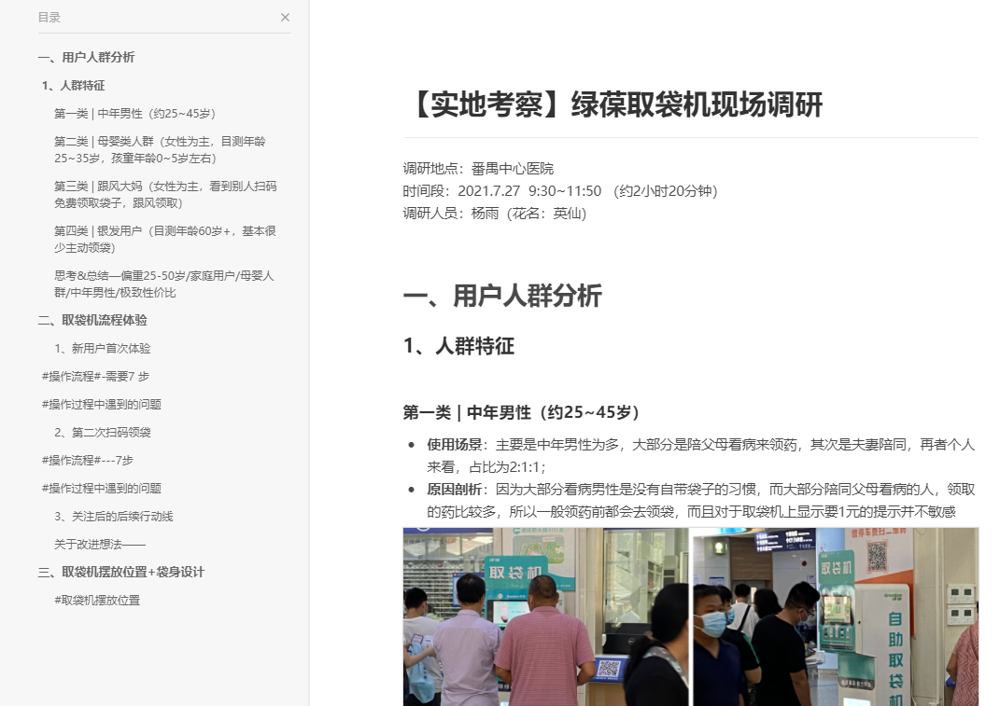 目录
一、用户人群分析
1、人群特征
第一类 | 中年男性（约25~45岁）
第二类 | 母婴类人群（女性为主，目测年龄
25~35岁，孩童年龄0~5岁左右）
第三类 | 跟风大妈（女性为主，看到别人扫码
免费领取袋子，跟风领取）
第四类 | 银发用户（目测年龄60岁+，基本很
少主动领袋）
思考&总结—偏重25-50岁/家庭用户/母婴人
群/中年男性/极致性价比
二、取袋机流程体验
1、新用户首次体验
#操作流程#-需要7 步
#操作过程中遇到的问题
2、第二次扫码领袋
#操作流程#---7步
#操作过程中遇到的问题
3、关注后的后续行动线
关于改进想法——
三、取袋机摆放位置+袋身设计
#取袋机摆放位置
【实地考察】绿葆取袋机现场调研
调研地点：番禺中心医院
时间段：2021.7.27 9:30~11:50 （约2小时20分钟）
调研人员：杨雨（花名：英仙）
一、用户人群分析
1、人群特征
第一类 | 中年男性（约25~45岁）
使用场景：主要是中年男性为多，大部分是陪父母看病来领药，其次是夫妻陪同，再者个人
来看，占比为2:1:1；
原因剖析：因为大部分看病男性是没有自带袋子的习惯，而大部分陪同父母看病的人，领取
的药比较多，所以一般领药前都会去领袋，而且对于取袋机上显示要1元的提示并不敏感
取袋机
取袋机
自助取袋机